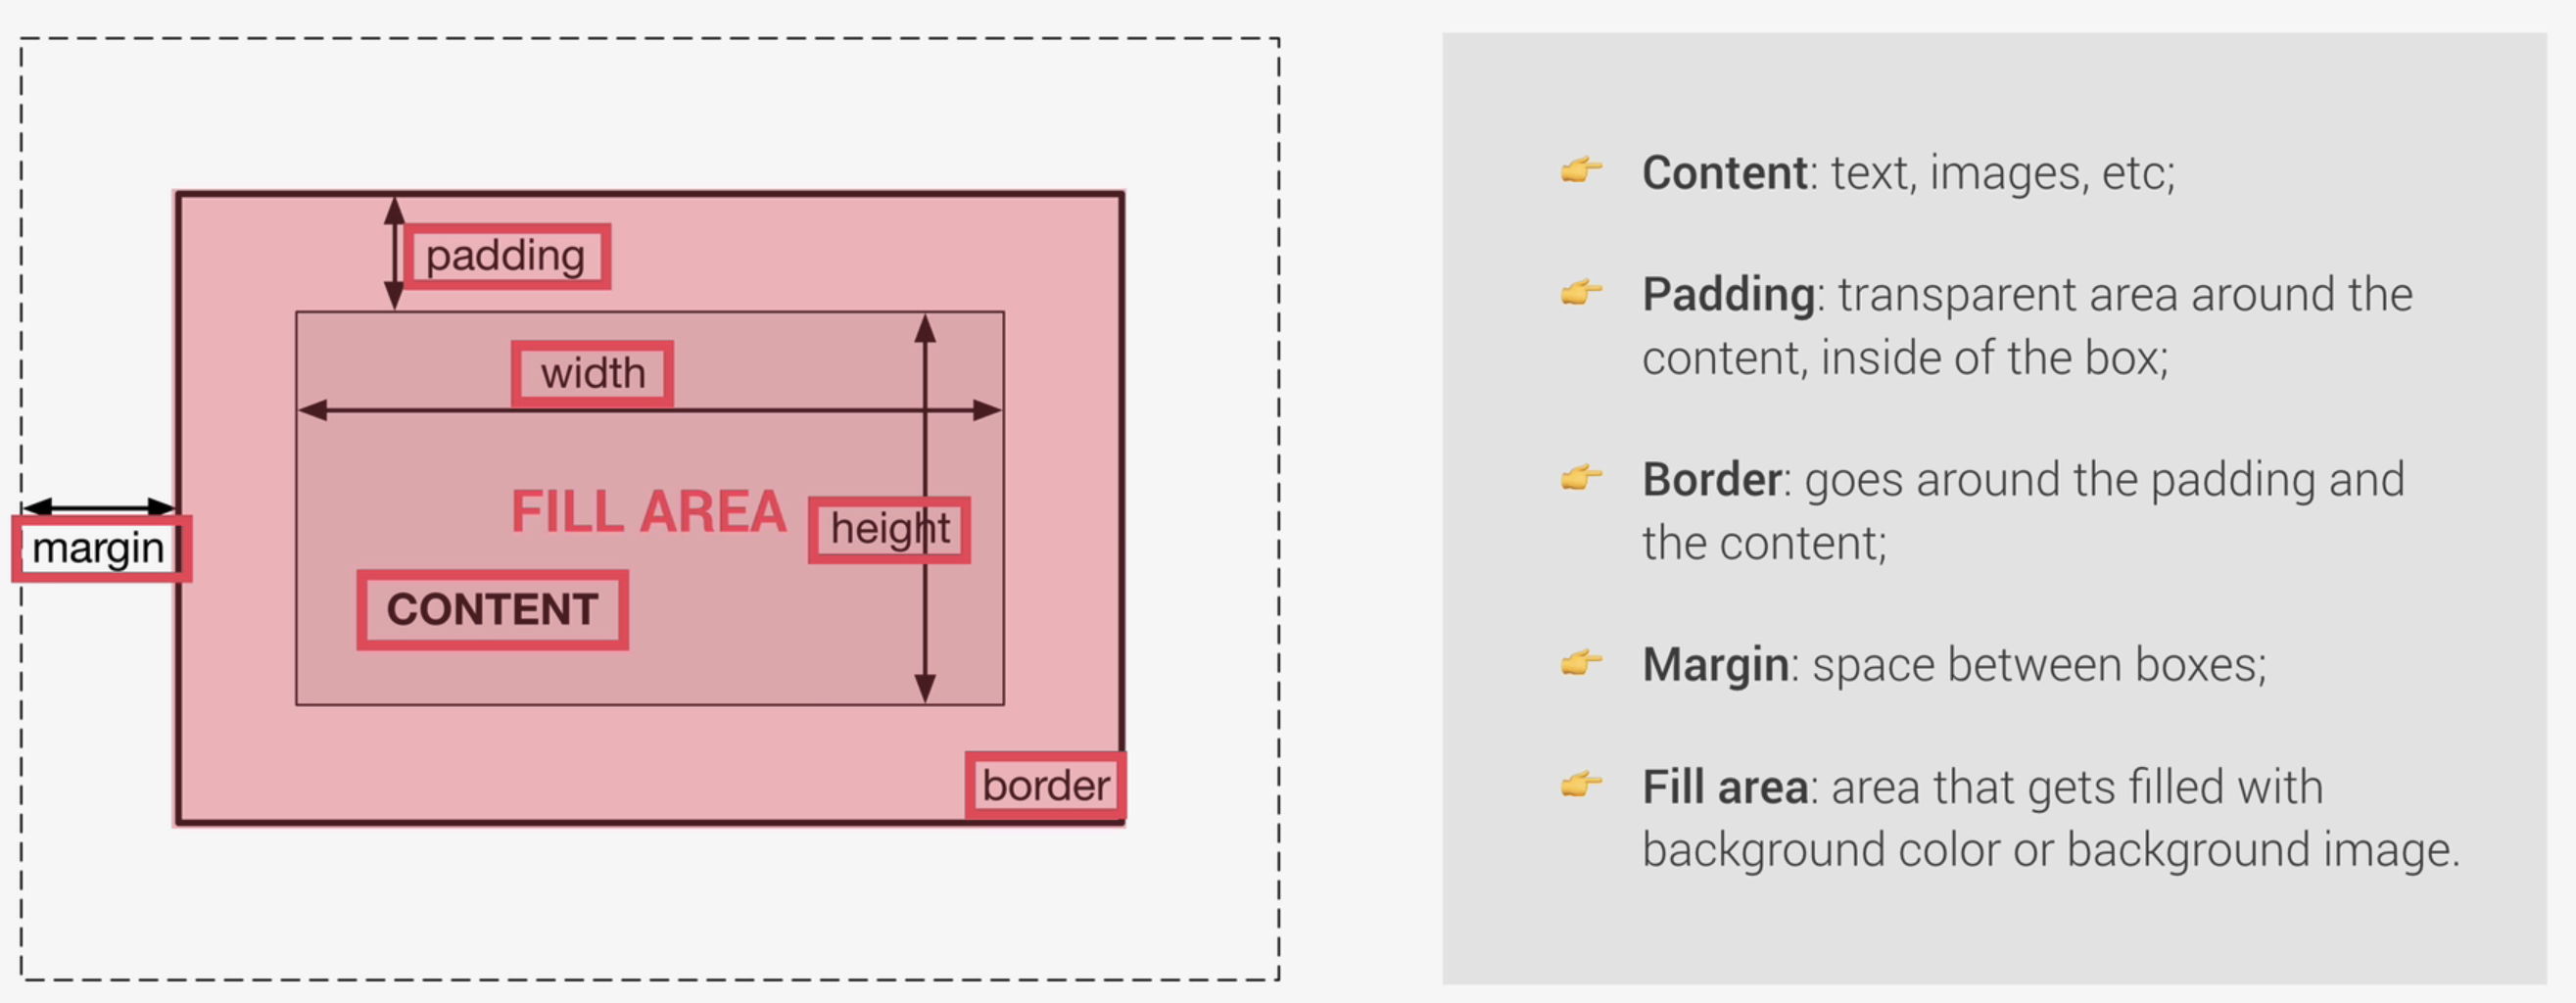 padding
width
FILL AREA
height
margin
CONTENT
border
👉 Content: text, images, etc;
👉 Padding: transparent area around the
content, inside of the box;
👉 Border: goes around the padding and
the content;
👉 Margin: space between boxes;
👉 Fill area: area that gets filled with
background color or background image.